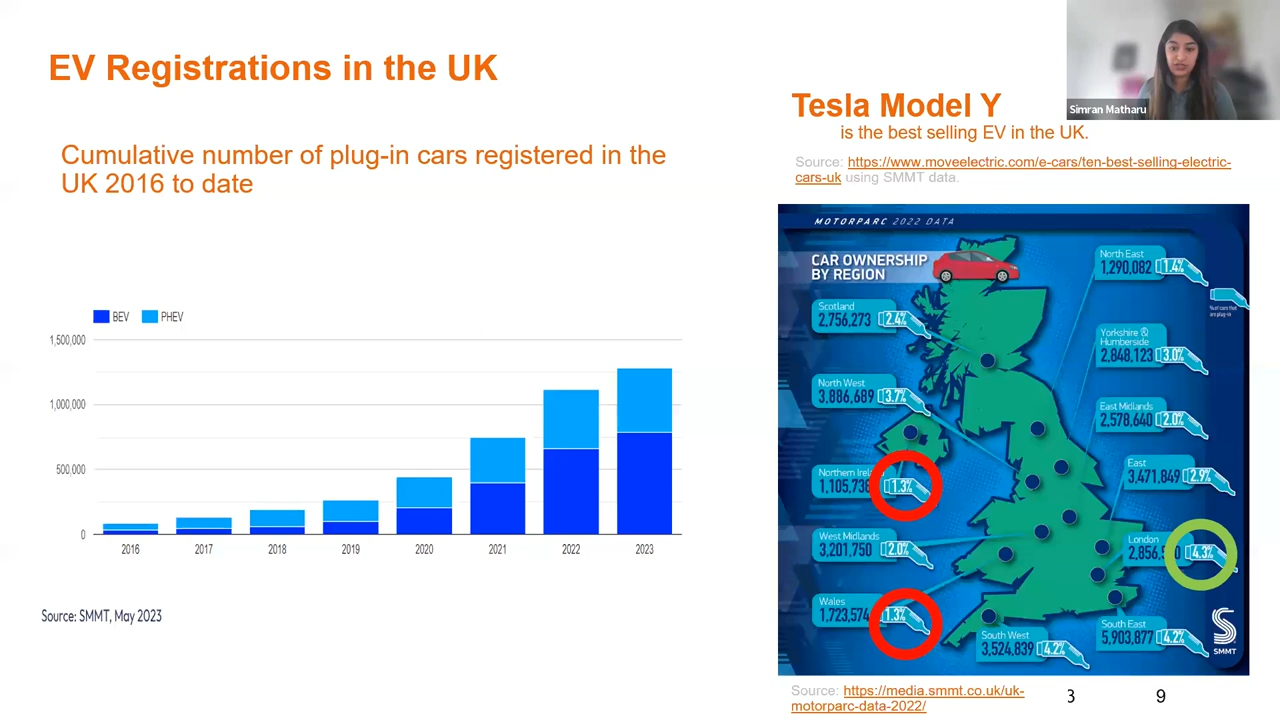 EV Registrations in the UK
Cumulative number of plug-in cars registered in the
UK 2016 to date
BEV PHEV
1,500,000
1,000,000
500,000
0
2016 2017 2018 2019 2020 2021 2022 2023
Source: SMMT, May 2023
Simran Matharu
Tesla Model Y
is the best selling EV in the UK.
Source: https://www.moveelectric.com/e-cars/ten-best-selling-electric-
cars-uk using SMMT data.
MOTORPARC 2022 DATA
CAR OWNERSHIP
BY REGION
North East
1,290,082 1.4%
% of cars that
are plug-in
Scotland
2,756,273 2.4%
Yorkshire &
Humberside
2,848,123 3.0%
North West
3,886,689 3.7%
East Midlands
2,578,640 2.0%
East
3,471,849 2.9%
Northern
1,105,738 1.3%
West Midlands
3,201,750 2.0%
London
4.3%
Wales
1,723,574 1.3%
South West
3,524,839 4.2%
South East
5,903,877 4.2%
SMMT
Source: https://media.smmt.co.uk/uk-
motorparc-data-2022/
3 9